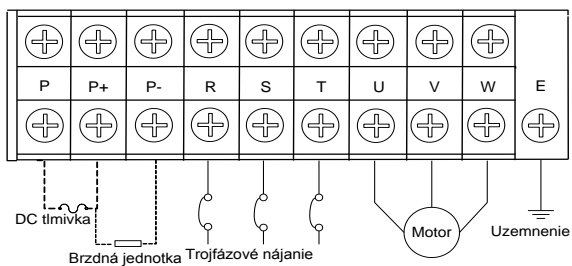 P P+ P- R S T U V W E
DC tlmivka
Brzdná jednotka
Trojfázové nájanie
Motor
Uzemnenie